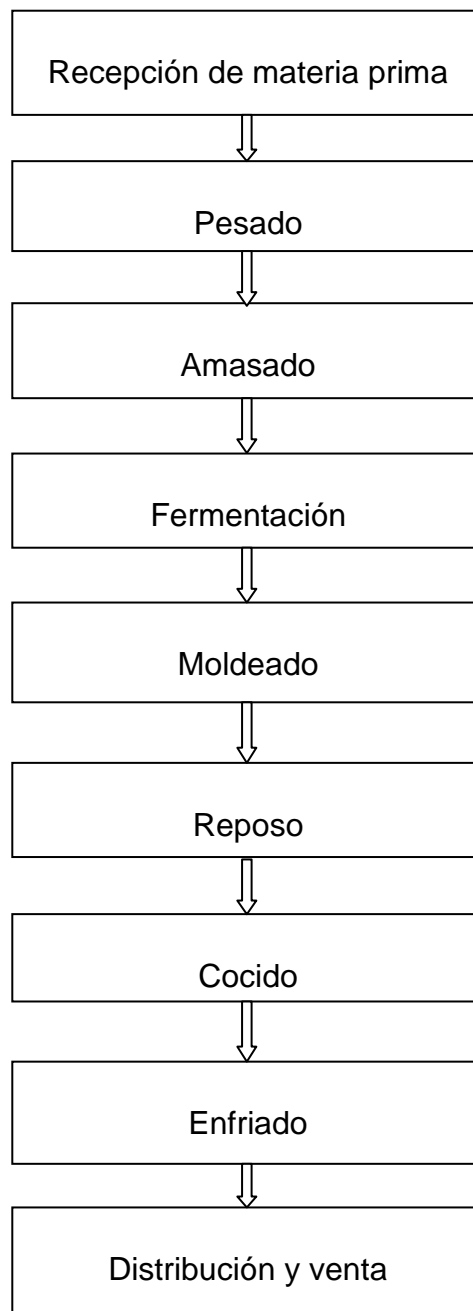 Recepción de materia prima
Pesado
Amasado
Fermentación
Moldeado
Reposo
Cocido
Enfriado
Distribución y venta